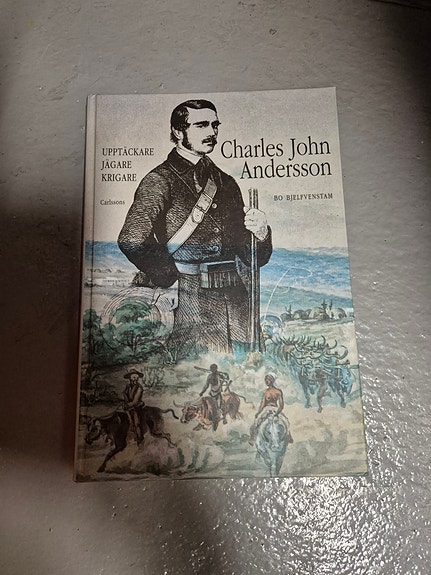 Charles John
Andersson
UPPTÄCKARE
JÄGARE
KRIGARE
BO BJELFVENSTAM
Carlssons